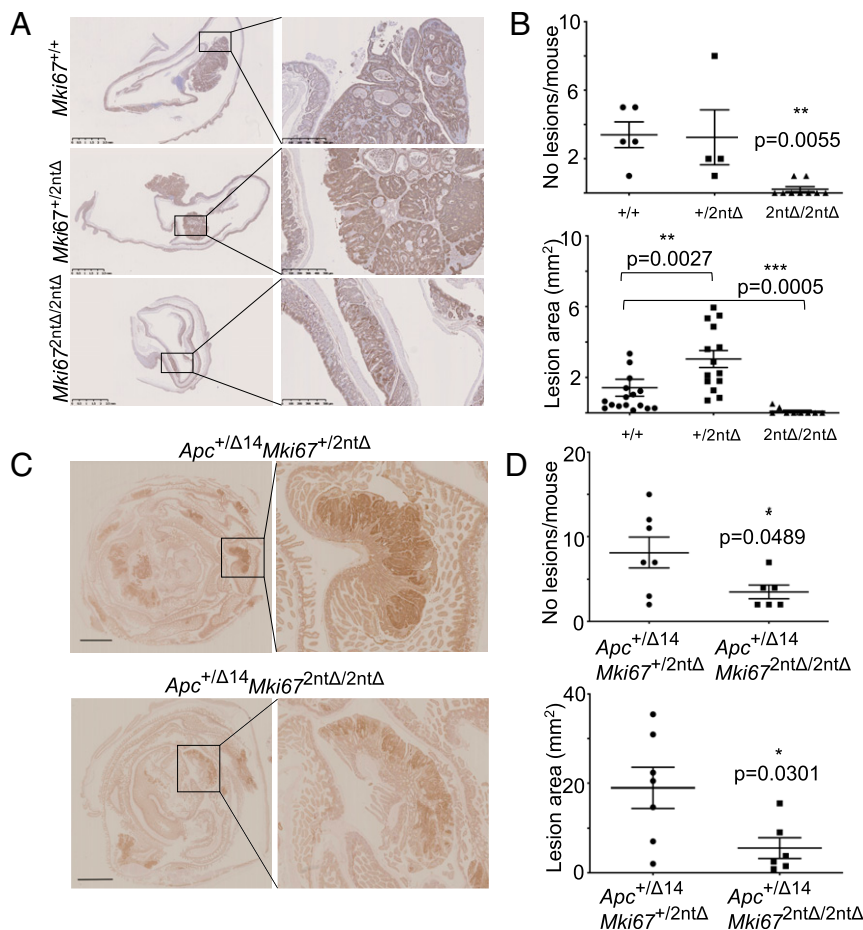 A
Mki67+/+
Mki67+/2ntΔ
Mki672ntΔ/2ntΔ
B
No lesions/mouse
10
6
2
**
p=0.0055
+/+
+/2ntΔ
2ntΔ/2ntΔ
Lesion area (mm2)
10
6
2
**
p=0.0027
***
p=0.0005
+/+
+/2ntΔ
2ntΔ/2ntΔ
C
Apc+/Δ14Mki67+/2ntΔ
Apc+/Δ14Mki672ntΔ/2ntΔ
D
No lesions/mouse
20
10
0
*
p=0.0489
Apc+/Δ14
Mki67+/2ntΔ
Apc+/Δ14
Mki672ntΔ/2ntΔ
Lesion area (mm2)
40
20
0
*
p=0.0301
Apc+/Δ14
Mki67+/2ntΔ
Apc+/Δ14
Mki672ntΔ/2ntΔ